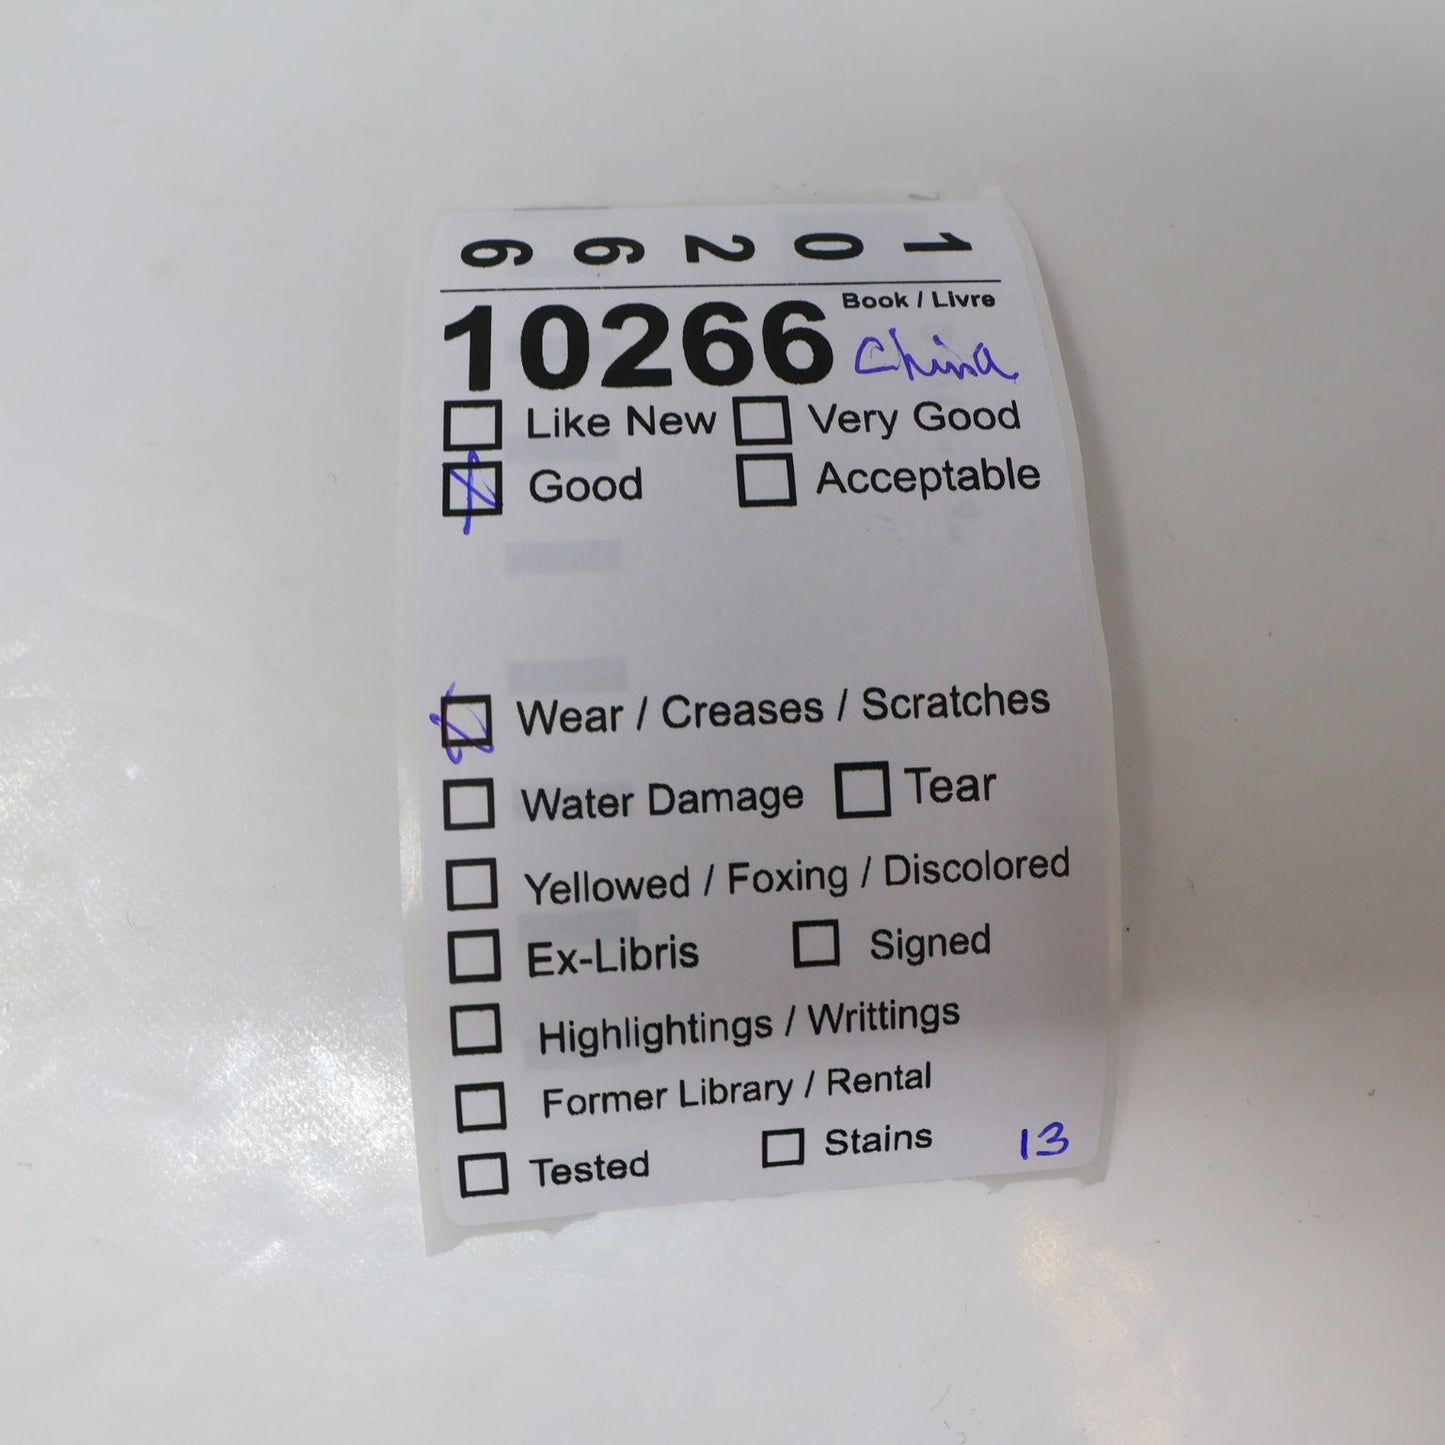 10266
Book / Livre
10266 China
Like New Very Good
Good Acceptable
Wear / Creases / Scratches
Water Damage Tear
Yellowed / Foxing / Discolored
Ex-Libris Signed
Highlightings / Writtings
Former Library / Rental
Tested Stains 13